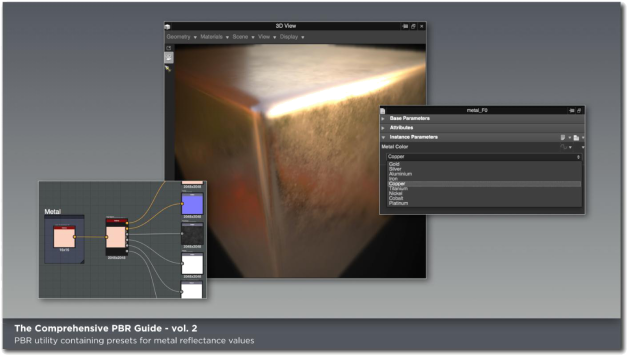 3D View
Geometry Materials Scene View Display
metal_F0
Base Parameters
Attributes
Instance Parameters
Metal Color
Copper
Gold
Silver
Aluminium
Iron
Copper
Titanium
Nickel
Cobalt
Platinum
Metal
The Comprehensive PBR Guide - vol. 2
PBR utility containing presets for metal reflectance values